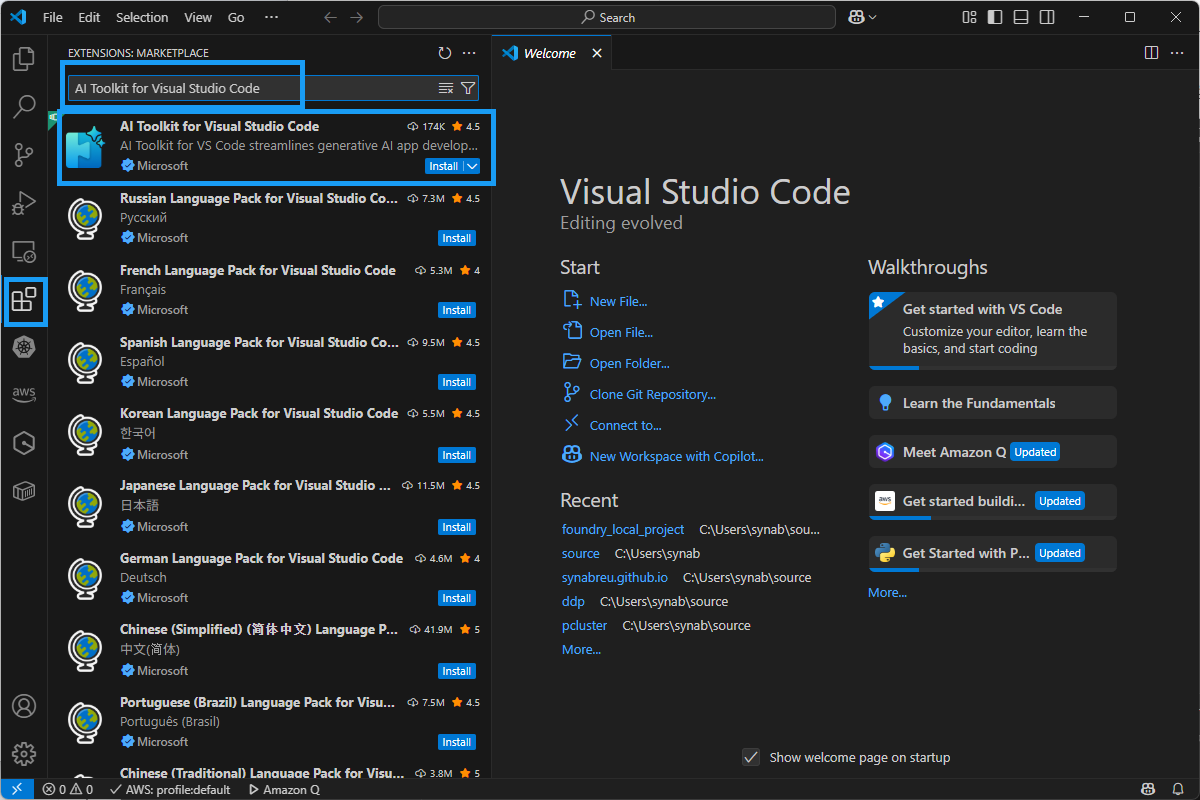 File Edit Selection View Go ···
Search
EXTENSIONS: MARKETPLACE
AI Toolkit for Visual Studio Code
AI Toolkit for Visual Studio Code 174K 4.5
AI Toolkit for VS Code streamlines generative AI app develop...
Microsoft Install
Russian Language Pack for Visual Studio Co... 7.3M 4.5
Русский
Microsoft Install
French Language Pack for Visual Studio Code 5.3M 4
Français
Microsoft Install
Spanish Language Pack for Visual Studio Co... 9.5M 4.5
Español
Microsoft Install
Korean Language Pack for Visual Studio Code 5.5M 4.5
한국어
Microsoft Install
Japanese Language Pack for Visual Studio ... 11.5M 4.5
日本語
Microsoft Install
German Language Pack for Visual Studio Code 4.6M 4
Deutsch
Microsoft Install
Chinese (Simplified) (简体中文) Language P... 41.9M 5
中文(简体)
Microsoft Install
Portuguese (Brazil) Language Pack for Visu... 7.5M 4.5
Português (Brasil)
Microsoft Install
Chinese (Traditional) Language Pack for Visu... 3.8M 5
aws
Welcome
Visual Studio Code
Editing evolved
Start
New File...
Open File...
Open Folder...
Clone Git Repository...
Connect to...
New Workspace with Copilot...
Recent
foundry_local_project C:\Users\synab\sou...
source C:\Users\synab
synabreu.github.io C:\Users\synab\source
ddp C:\Users\synab\source
pcluster C:\Users\synab\source
More...
Walkthroughs
Get started with VS Code
Customize your editor, learn the
basics, and start coding
Learn the Fundamentals
Meet Amazon Q Updated
aws Get started buildi... Updated
Get Started with P... Updated
More...
Show welcome page on startup
0 0 AWS: profile:default Amazon Q